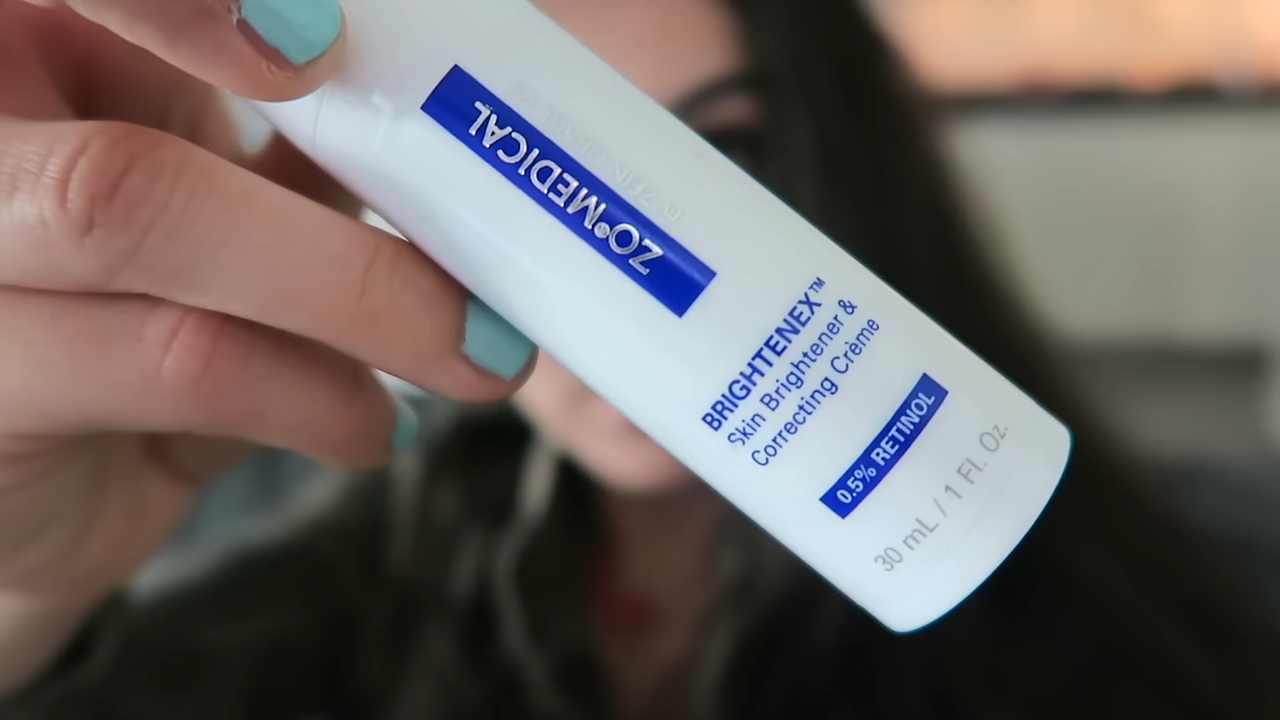 ZO® MEDICAL
BRIGHTENEX™
Skin Brightener &
Correcting Crème
0.5% RETINOL
30 mL / 1 Fl. Oz.